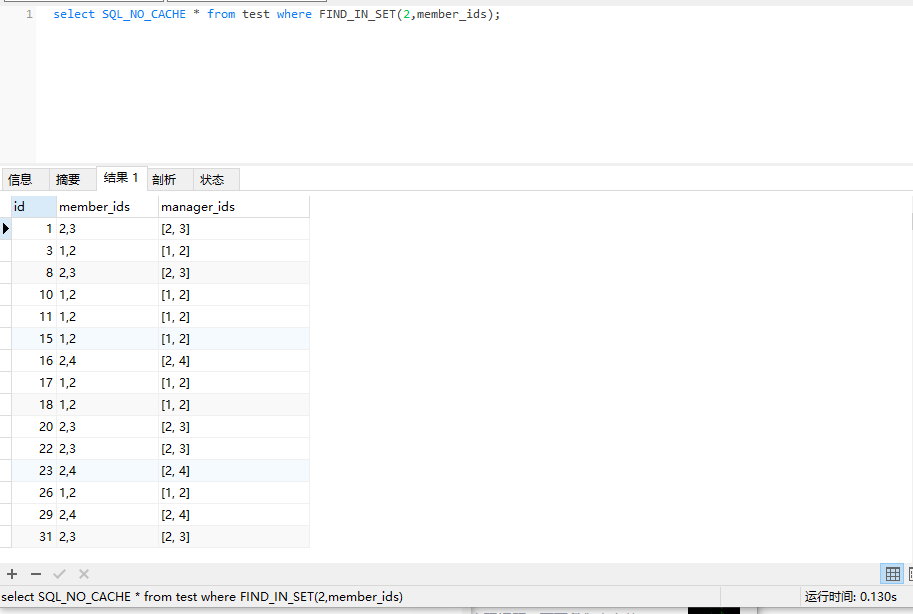 1 select SQL_NO_CACHE * from test where FIND_IN_SET(2,member_ids);
信息 摘要 结果 1 剖析 状态
id member_ids manager_ids
1 2,3 [2, 3]
3 1,2 [1, 2]
8 2,3 [2, 3]
10 1,2 [1, 2]
11 1,2 [1, 2]
15 1,2 [1, 2]
16 2,4 [2, 4]
17 1,2 [1, 2]
18 1,2 [1, 2]
20 2,3 [2, 3]
22 2,3 [2, 3]
23 2,4 [2, 4]
26 1,2 [1, 2]
29 2,4 [2, 4]
31 2,3 [2, 3]
select SQL_NO_CACHE * from test where FIND_IN_SET(2,member_ids) 运行时间: 0.130s